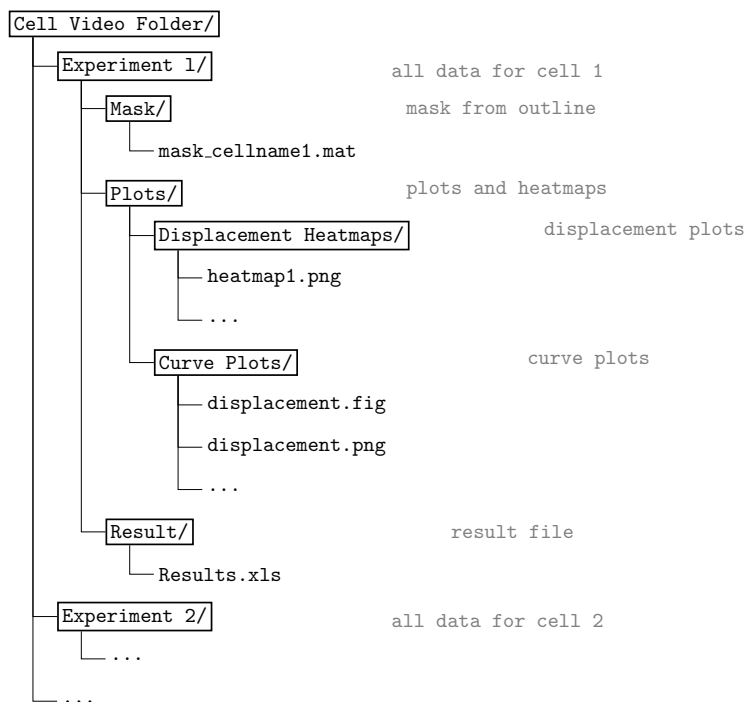 Cell Video Folder/
Experiment 1/ all data for cell 1
Mask/ mask from outline
mask_cellname1.mat
Plots/ plots and heatmaps
Displacement Heatmaps/ displacement plots
heatmap1.png
...
Curve Plots/ curve plots
displacement.fig
displacement.png
...
Result/ result file
Results.xls
Experiment 2/ all data for cell 2
...
...